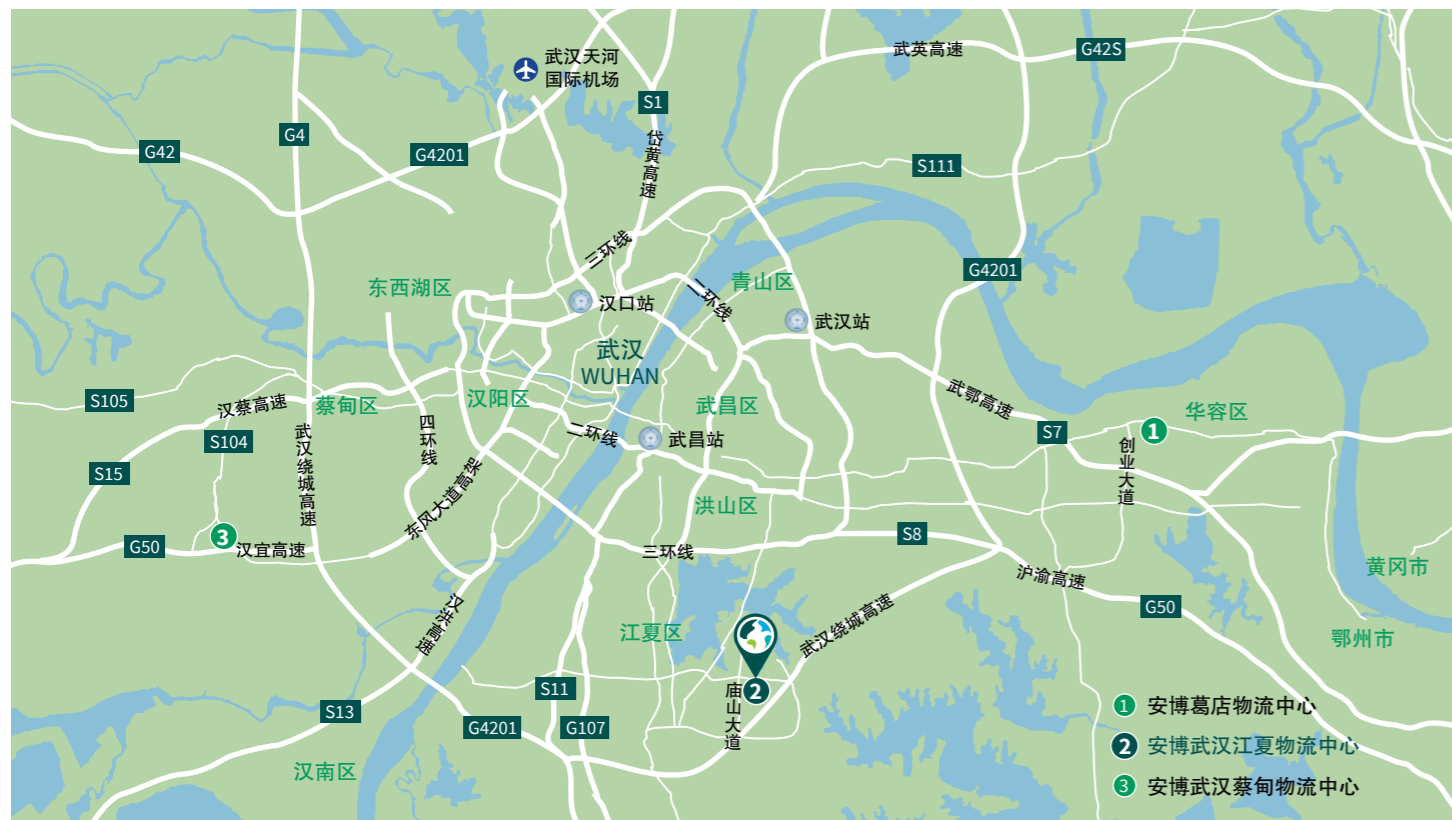 武汉天河
国际机场
武英高速
G42S
S1
G4
G42
G4201
岱黄高速
S111
三环线
G4201
东西湖区
青山区
二环线
汉口站
武汉站
武汉
WUHAN
S105
汉蔡高速
蔡甸区
汉阳区
武昌区
武鄂高速
华容区
S104
四环线
二环线
武昌站
S7
1
创业大道
S15
武汉绕城高速
东风大道高架
洪山区
3
G50
汉宜高速
三环线
S8
沪渝高速
黄冈市
G50
汉洪高速
江夏区
武汉绕城高速
鄂州市
S11
庙山大道
2
S13
G4201
G107
汉南区
1 安博葛店物流中心
2 安博武汉江夏物流中心
3 安博武汉蔡甸物流中心